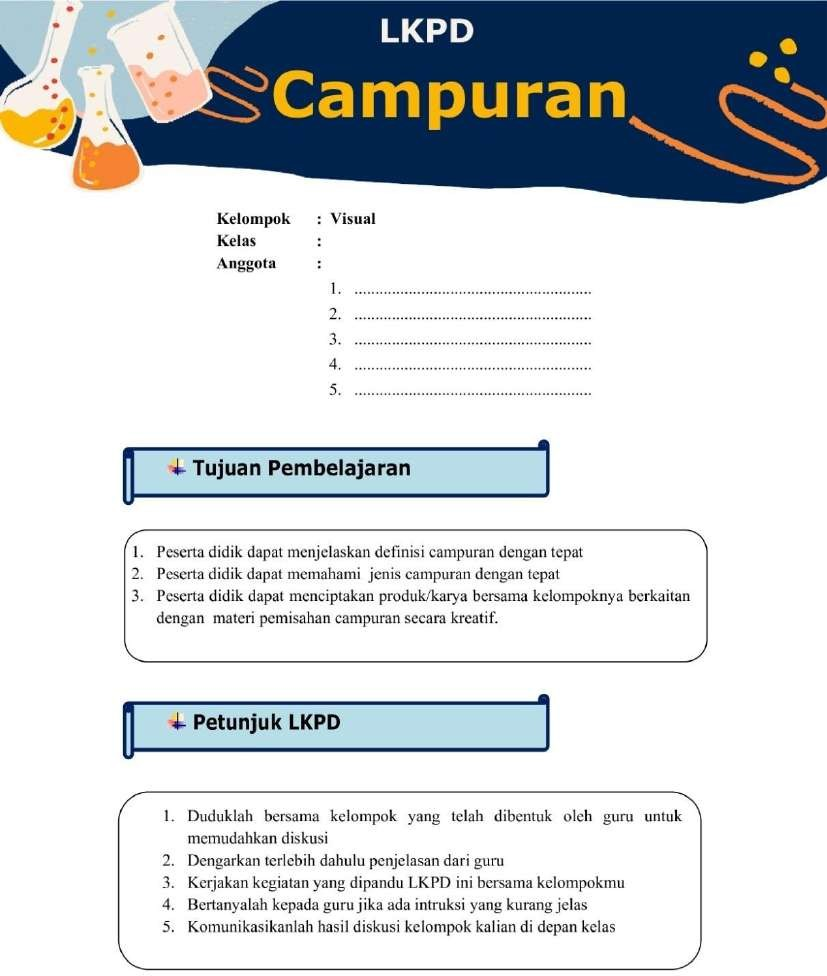 LKPD
Campuran
Kelompok : Visual
Kelas :
Anggota :
1. .........................................................
2. .........................................................
3. .........................................................
4. .........................................................
5. .........................................................
Tujuan Pembelajaran
1. Peserta didik dapat menjelaskan definisi campuran dengan tepat
2. Peserta didik dapat memahami jenis campuran dengan tepat
3. Peserta didik dapat menciptakan produk/karya bersama kelompoknya berkaitan
dengan materi pemisahan campuran secara kreatif.
Petunjuk LKPD
1. Duduklah bersama kelompok yang telah dibentuk oleh guru untuk
memudahkan diskusi
2. Dengarkan terlebih dahulu penjelasan dari guru
3. Kerjakan kegiatan yang dipandu LKPD ini bersama kelompokmu
4. Bertanyalah kepada guru jika ada intruksi yang kurang jelas
5. Komunikasikanlah hasil diskusi kelompok kalian di depan kelas